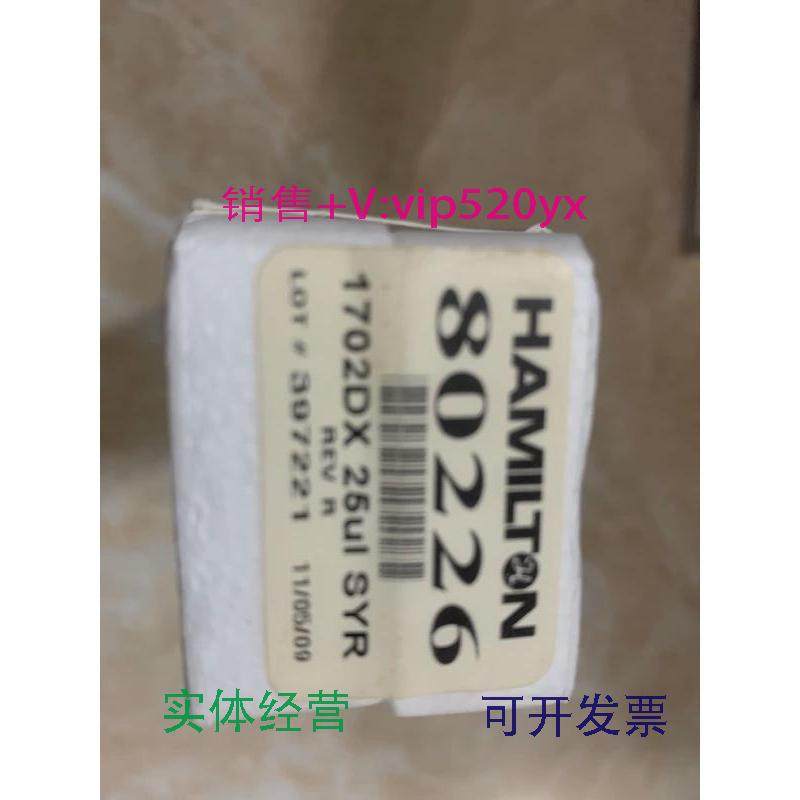 销售+V:vip520yx
HAMILTON
80226
1702DX 25ul SYR
REV A
LOT # 397221 11/05/09
实体经营
可开发票